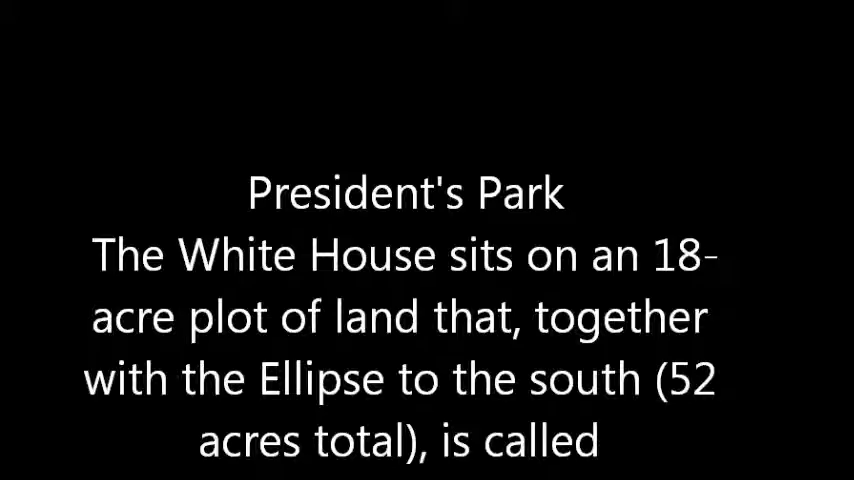 President's Park
The White House sits on an 18-
acre plot of land that, together
with the Ellipse to the south (52
acres total), is called